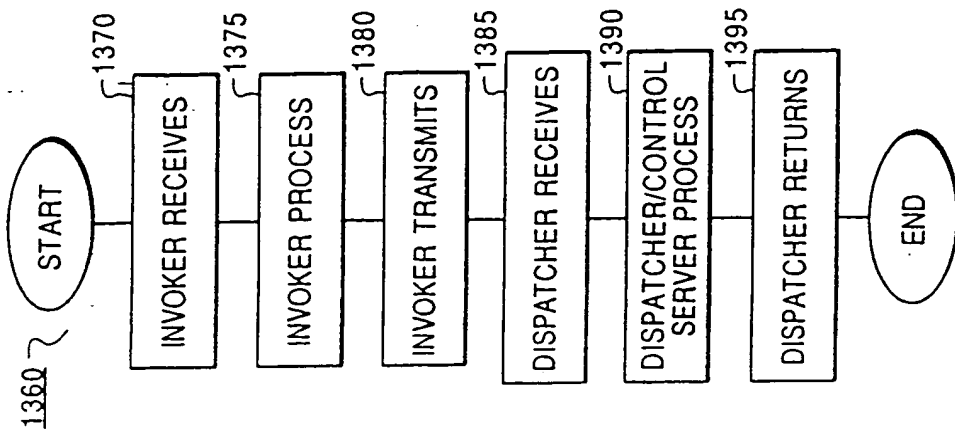 1360
START
1370
INVOKER RECEIVES
1375
INVOKER PROCESS
1380
INVOKER TRANSMITS
1385
DISPATCHER RECEIVES
1390
DISPATCHER/CONTROL
SERVER PROCESS
1395
DISPATCHER RETURNS
END